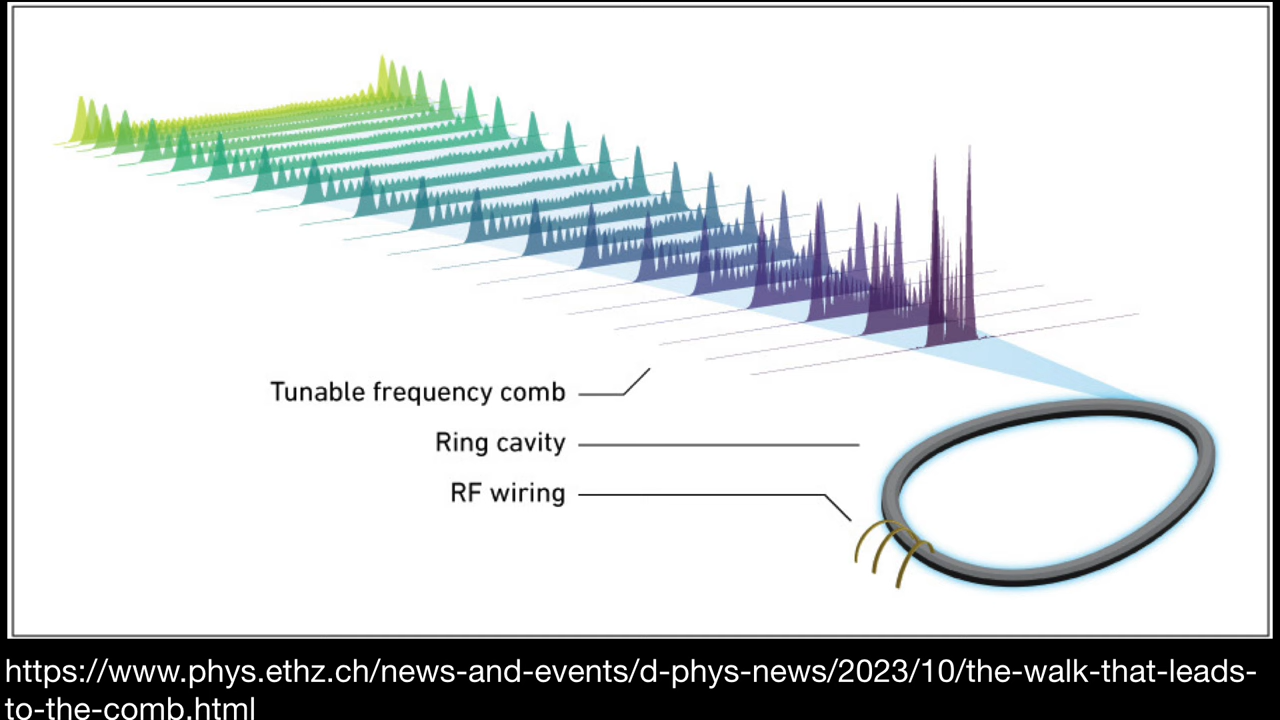 Tunable frequency comb
Ring cavity
RF wiring
https://www.phys.ethz.ch/news-and-events/d-phys-news/2023/10/the-walk-that-leads-
to-the-comb.html